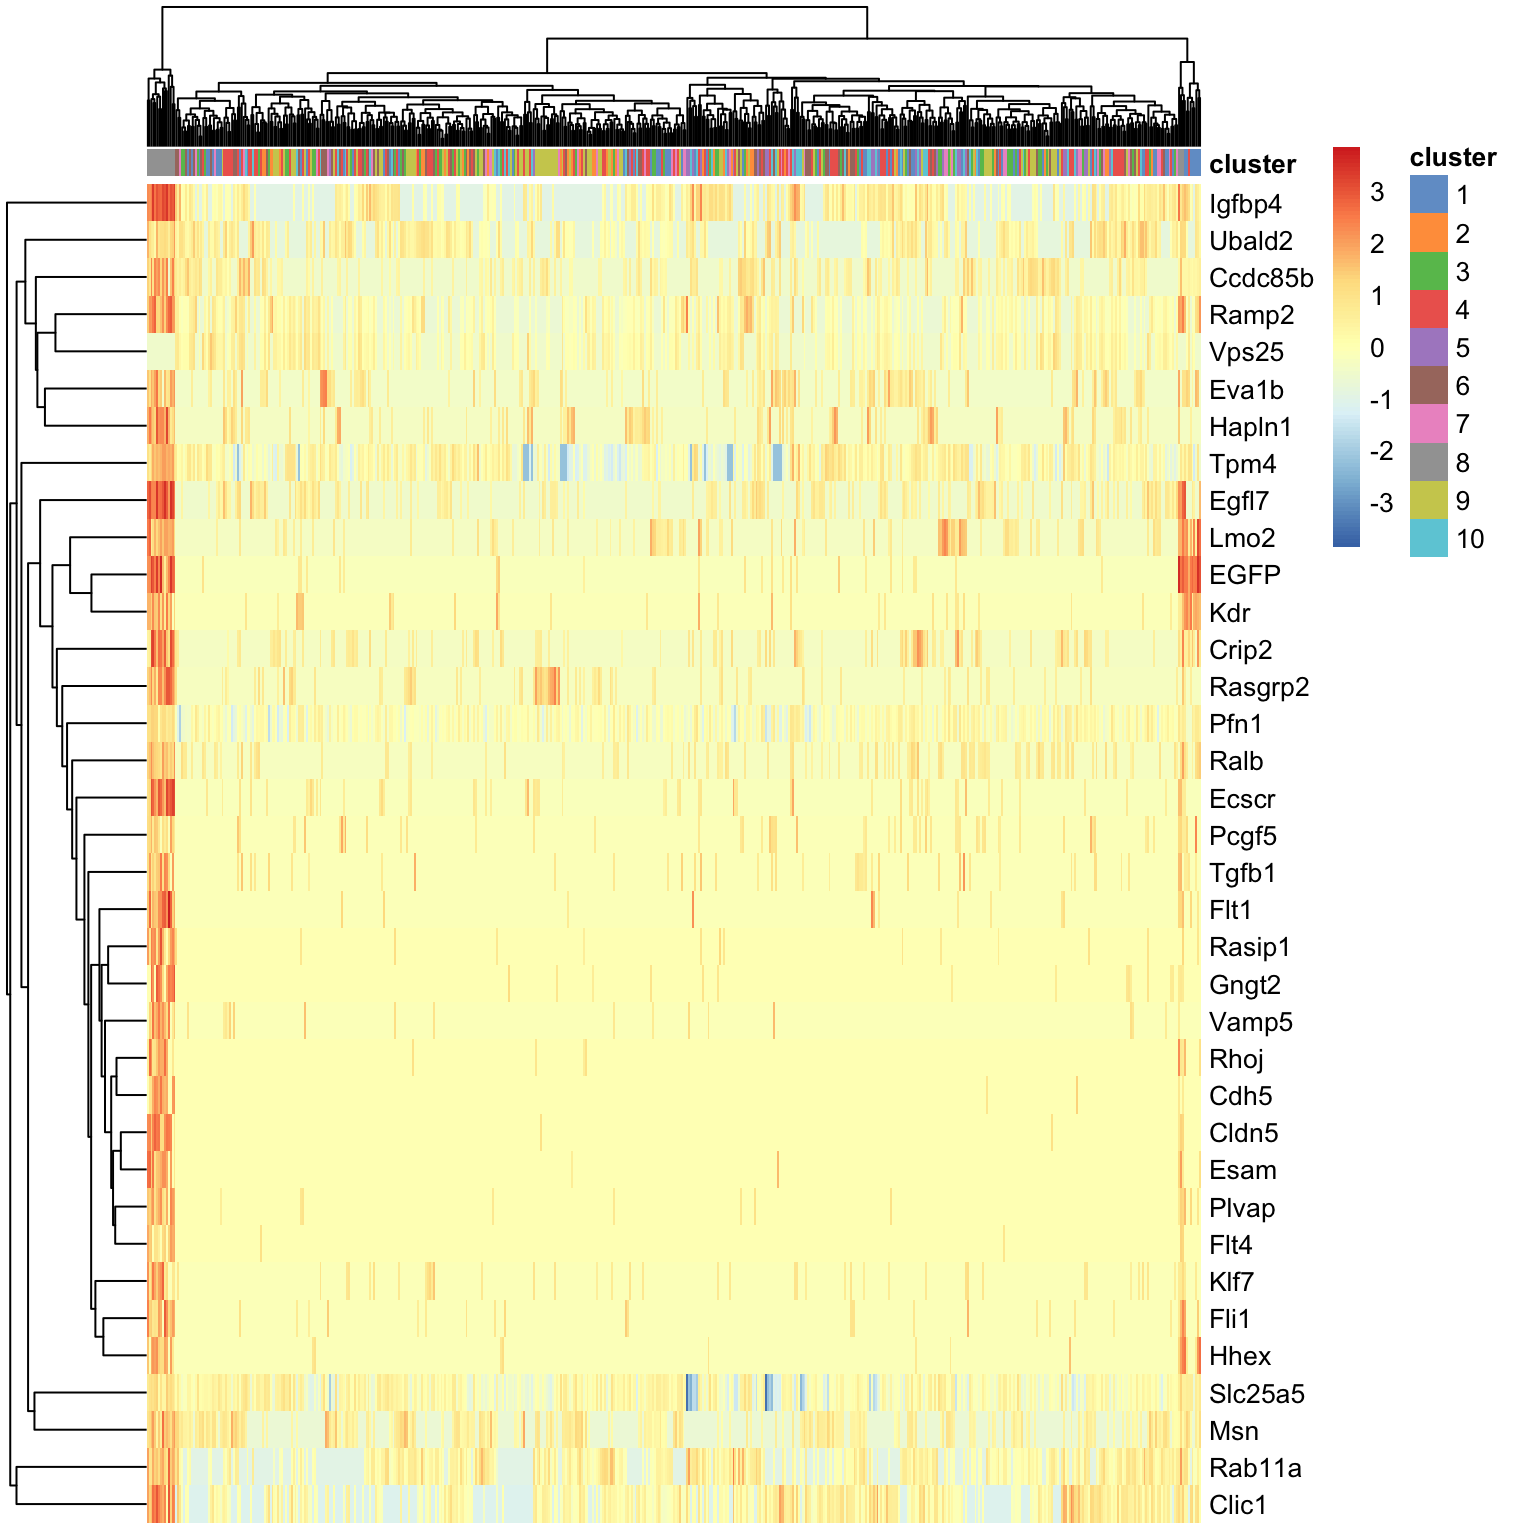 cluster
Igfbp4
Ubald2
Ccdc85b
Ramp2
Vps25
Eva1b
Hapln1
Tpm4
Egfl7
Lmo2
EGFP
Kdr
Crip2
Rasgrp2
Pfn1
Ralb
Ecscr
Pcgf5
Tgfb1
Flt1
Rasip1
Gngt2
Vamp5
Rhoj
Cdh5
Cldn5
Esam
Plvap
Flt4
Klf7
Fli1
Hhex
Slc25a5
Msn
Rab11a
Clic1
3
2
1
0
-1
-2
-3
cluster
1
2
3
4
5
6
7
8
9
10